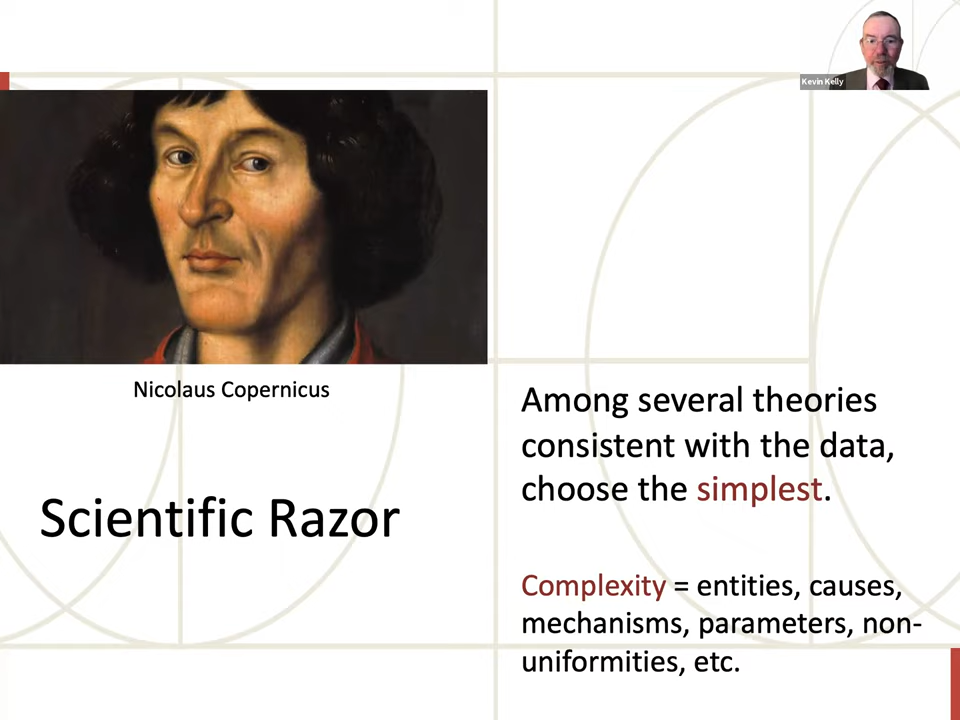 Kevin Kelly
Nicolaus Copernicus
Scientific Razor
Among several theories
consistent with the data,
choose the simplest.
Complexity = entities, causes,
mechanisms, parameters, non-
uniformities, etc.